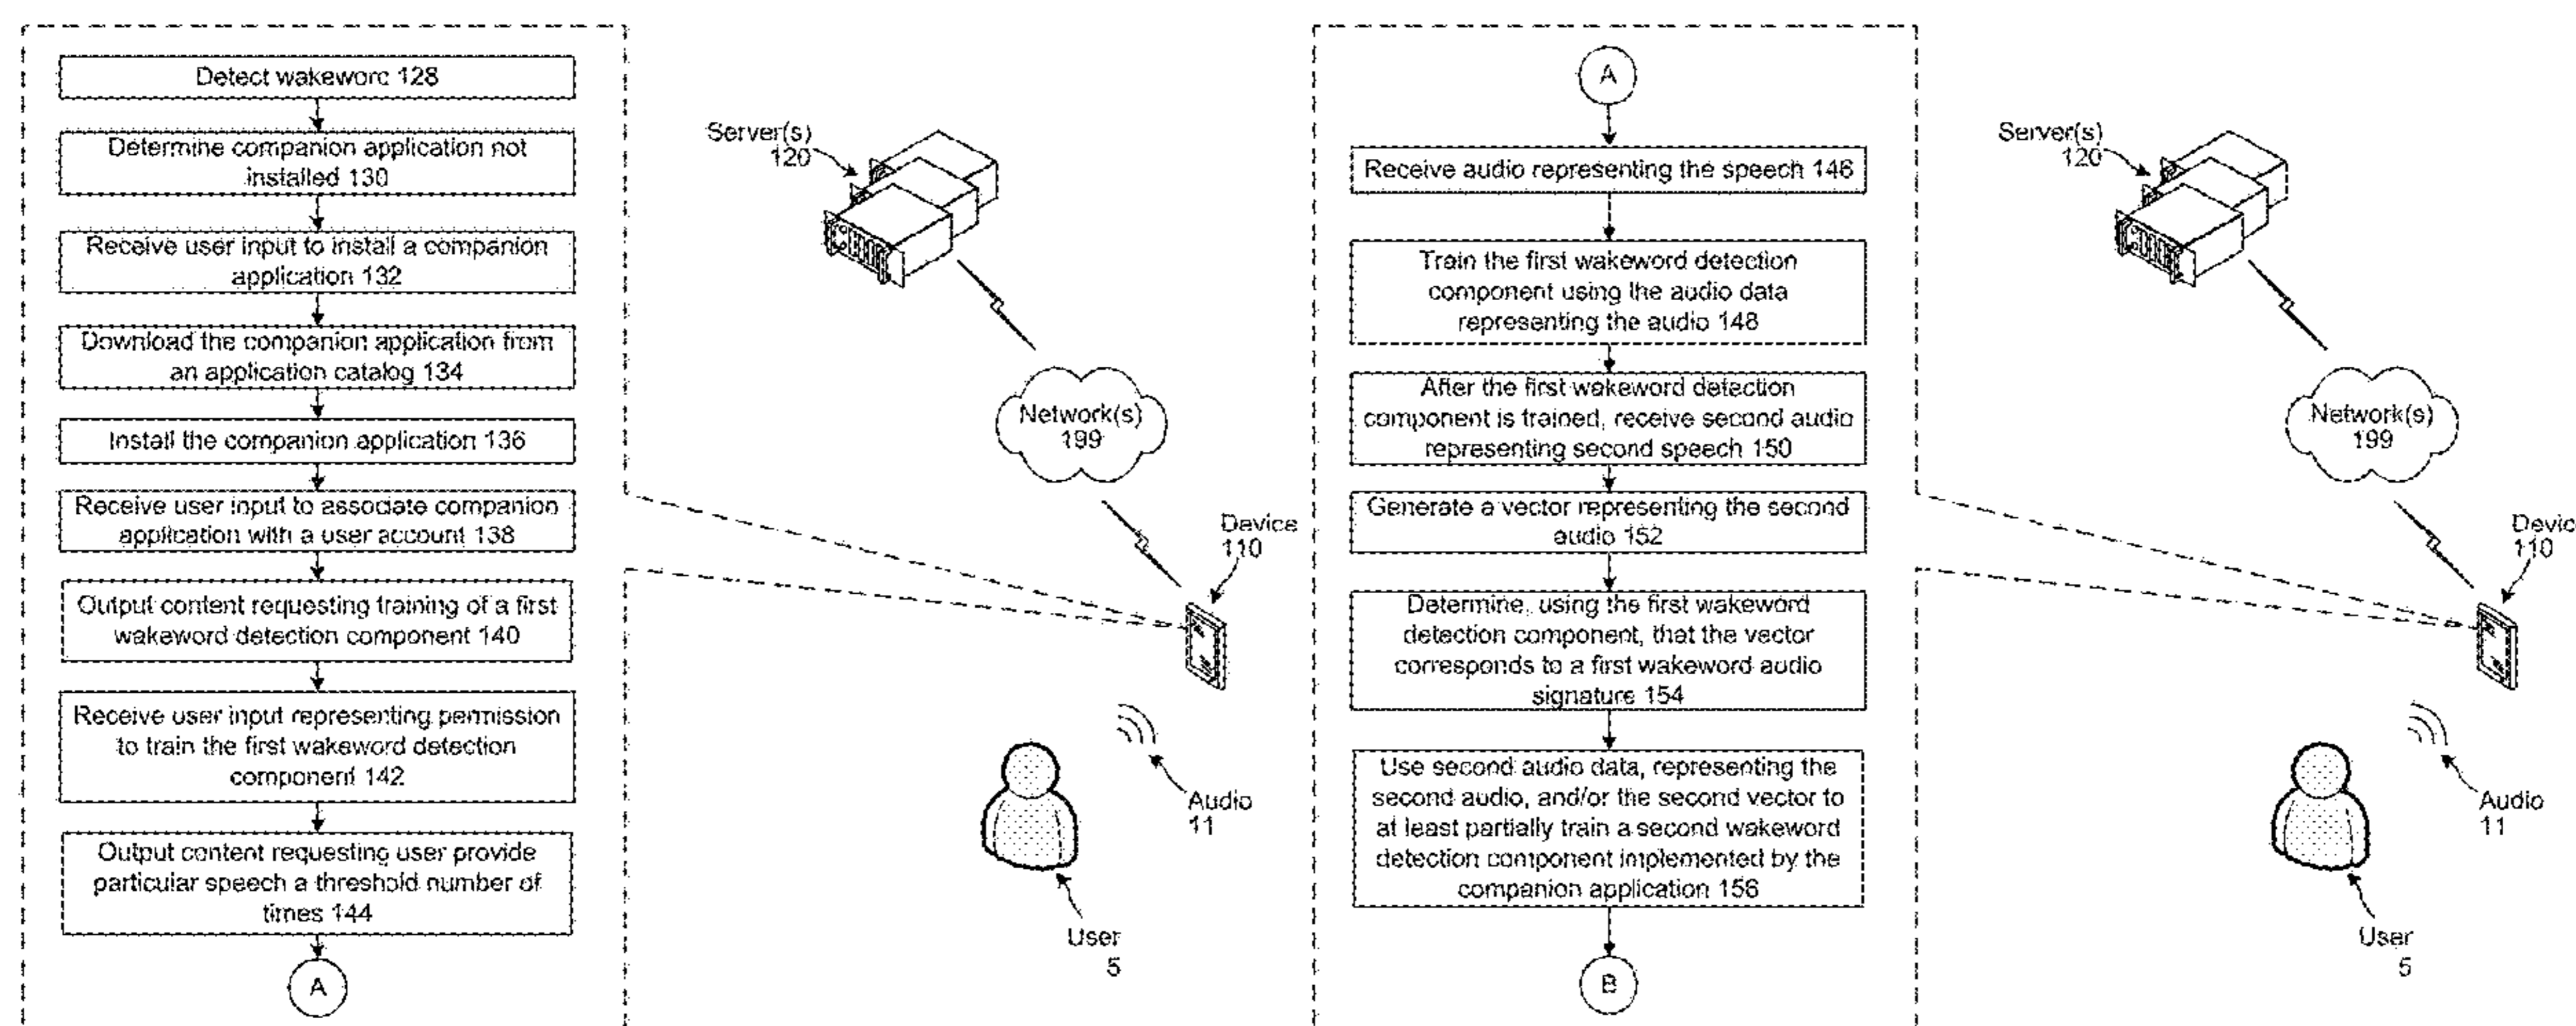 Detect wakeword 128
Determine companion application not
installed 130
Receive user input to install a companion
application 132
Download the companion application from
an application catalog 134
Install the companion application 136
Receive user input to associate companion
application with a user account 138
Output content requesting training of a first
wakeword detection component 140
Receive user input representing permission
to train the first wakeword detection
component 142
Output content requesting user provide
particular speech a threshold number of
times 144
A
Server(s)
120
Network(s)
199
Device
110
Audio
11
User
5
A
Receive audio representing the speech 146
Train the first wakeword detection
component using the audio data
representing the audio 148
After the first wakeword detection
component is trained, receive second audio
representing second speech 150
Generate a vector representing the second
audio 152
Determine, using the first wakeword
detection component, that the vector
corresponds to a first wakeword audio
signature 154
Use second audio data, representing the
second audio, and/or the second vector to
at least partially train a second wakeword
detection component implemented by the
companion application 156
B
Server(s)
120
Network(s)
199
Devic
110
Audio
11
User
5